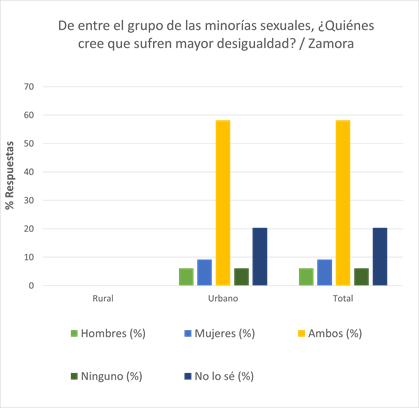 De entre el grupo de las minorías sexuales, ¿Quiénes
cree que sufren mayor desigualdad? / Zamora
% Respuestas
70
60
50
40
30
20
10
0
Rural Urbano Total
Hombres (%) Mujeres (%) Ambos (%)
Ninguno (%) No lo sé (%)